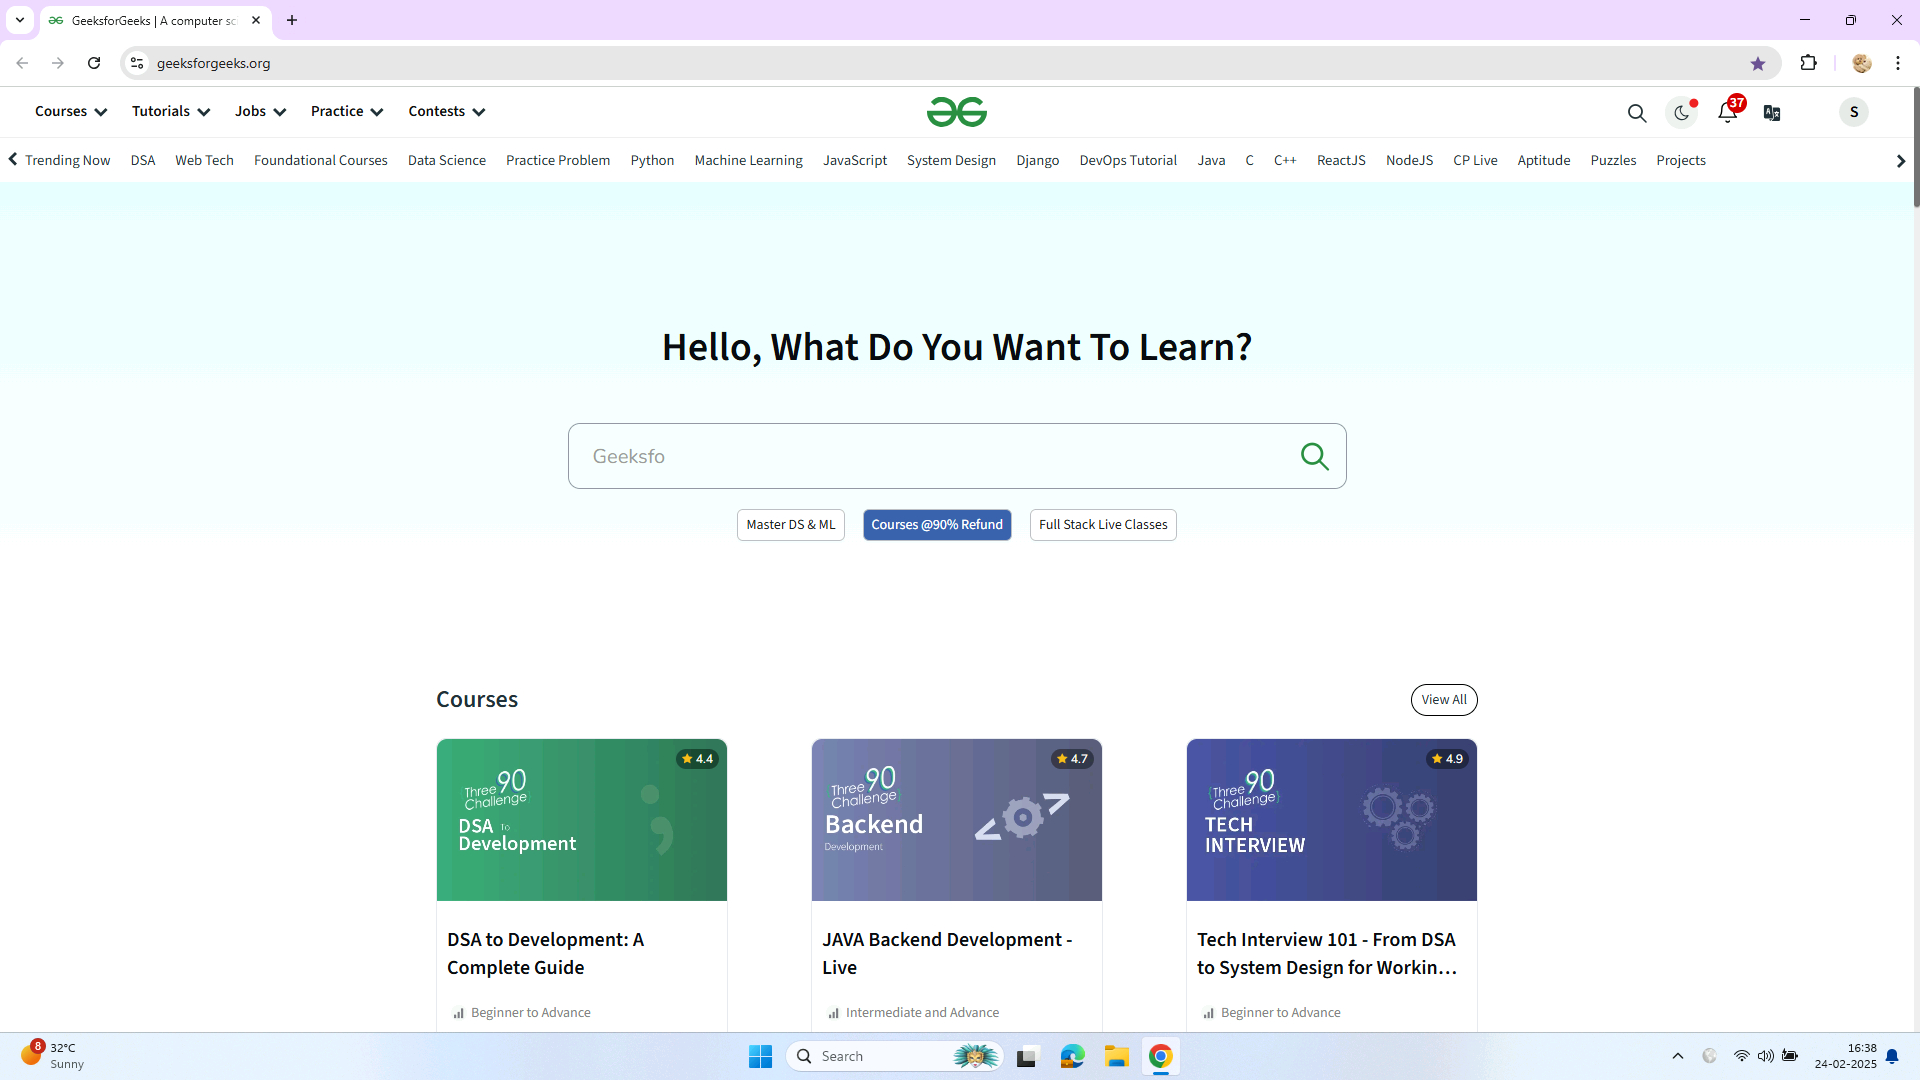 GeeksforGeeks | A computer sc
geeksforgeeks.org
Courses Tutorials Jobs Practice Contests
37
S
Trending Now DSA Web Tech Foundational Courses Data Science Practice Problem Python Machine Learning JavaScript System Design Django DevOps Tutorial Java C C++ ReactJS NodeJS CP Live Aptitude Puzzles Projects
Hello, What Do You Want To Learn?
Geeksfo
Master DS & ML Courses @90% Refund Full Stack Live Classes
Courses View All
4.4
Three 90
Challenge
DSA To
Development
DSA to Development: A
Complete Guide
Beginner to Advance
4.7
Three 90
Challenge
Backend
Development
JAVA Backend Development -
Live
Intermediate and Advance
4.9
Three 90
Challenge
TECH
INTERVIEW
Tech Interview 101 - From DSA
to System Design for Workin...
Beginner to Advance
8
32°C
Sunny
Search
16:38
24-02-2025